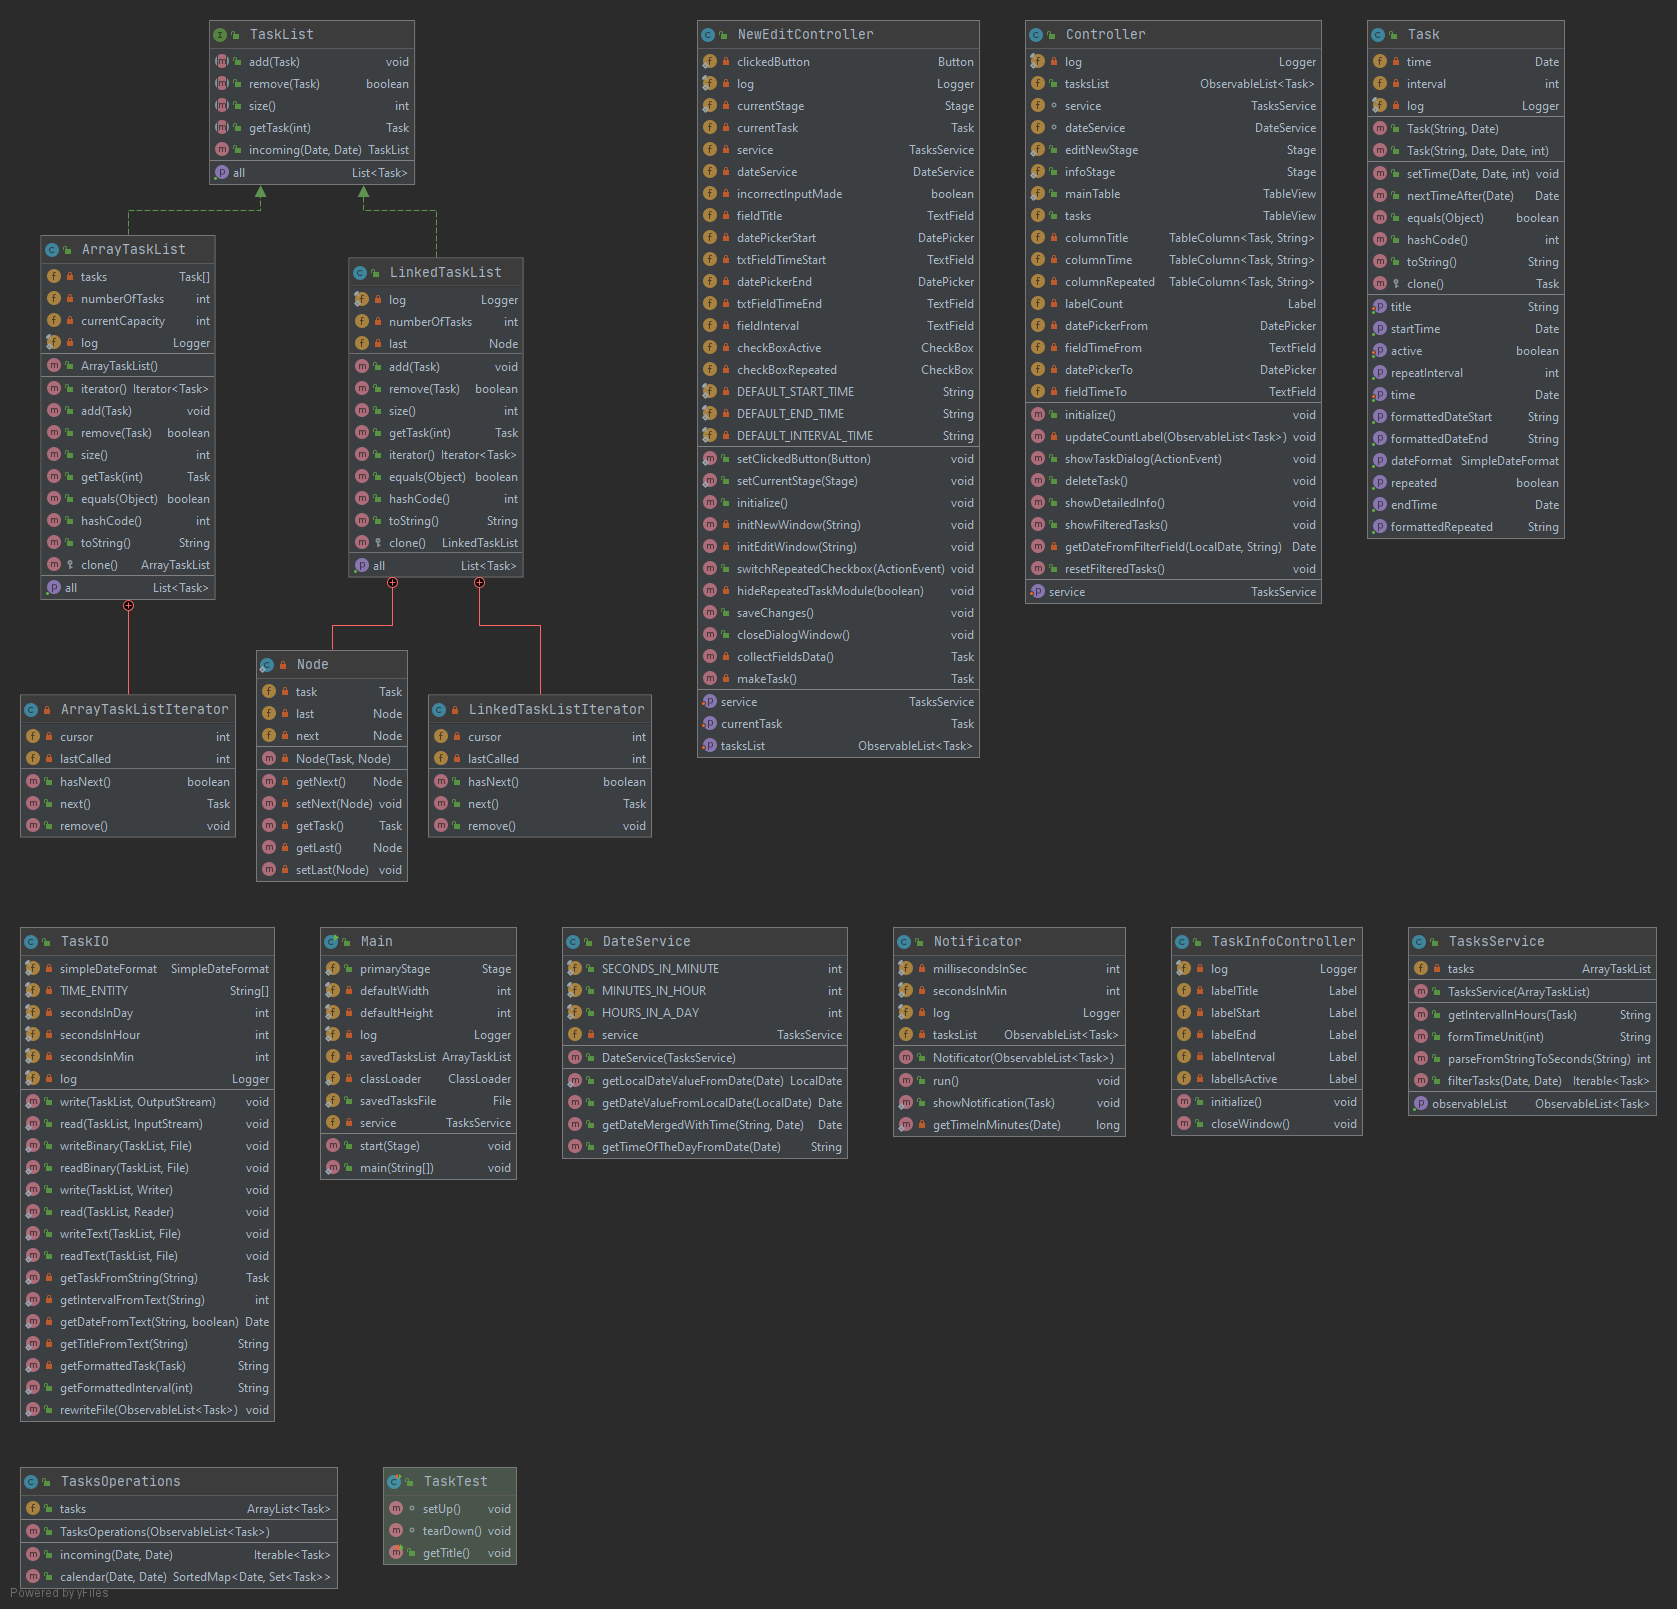 TaskList
add(Task) void
remove(Task) boolean
size() int
getTask(int) Task
incoming(Date, Date) TaskList
all List<Task>
ArrayTaskList
tasks Task[]
numberOfTasks int
currentCapacity int
log Logger
ArrayTaskList()
iterator() Iterator<Task>
add(Task) void
remove(Task) boolean
size() int
getTask(int) Task
equals(Object) boolean
hashCode() int
toString() String
clone() ArrayTaskList
all List<Task>
LinkedTaskList
log Logger
numberOfTasks int
last Node
add(Task) void
remove(Task) boolean
size() int
getTask(int) Task
iterator() Iterator<Task>
equals(Object) boolean
hashCode() int
toString() String
clone() LinkedTaskList
all List<Task>
ArrayTaskListIterator
cursor int
lastCalled int
hasNext() boolean
next() Task
remove() void
Node
task Task
last Node
next Node
Node(Task, Node)
getNext() Node
setNext(Node) void
getTask() Task
getLast() Node
setLast(Node) void
LinkedTaskListIterator
cursor int
lastCalled int
hasNext() boolean
next() Task
remove() void
NewEditController
clickedButton Button
log Logger
currentStage Stage
currentTask Task
service TasksService
dateService DateService
incorrectInputMade boolean
fieldTitle TextField
datePickerStart DatePicker
txtFieldTimeStart TextField
datePickerEnd DatePicker
txtFieldTimeEnd TextField
fieldInterval TextField
checkBoxActive CheckBox
checkBoxRepeated CheckBox
DEFAULT_START_TIME String
DEFAULT_END_TIME String
DEFAULT_INTERVAL_TIME String
setClickedButton(Button) void
setCurrentStage(Stage) void
initialize() void
initNewWindow(String) void
initEditWindow(String) void
switchRepeatedCheckbox(ActionEvent) void
hideRepeatedTaskModule(boolean) void
saveChanges() void
closeDialogWindow() void
collectFieldsData() Task
makeTask() Task
service TasksService
currentTask Task
tasksList ObservableList<Task>
Controller
log Logger
tasksList ObservableList<Task>
service TasksService
dateService DateService
editNewStage Stage
infoStage Stage
mainTable TableView
tasks TableView
columnTitle TableColumn<Task, String>
columnTime TableColumn<Task, String>
columnRepeated TableColumn<Task, String>
labelCount Label
datePickerFrom DatePicker
fieldTimeFrom TextField
datePickerTo DatePicker
fieldTimeTo TextField
initialize() void
updateCountLabel(ObservableList<Task>) void
showTaskDialog(ActionEvent) void
deleteTask() void
showDetailedInfo() void
showFilteredTasks() void
getDateFromFilterField(LocalDate, String) Date
resetFilteredTasks() void
service TasksService
Task
time Date
interval int
log Logger
Task(String, Date)
Task(String, Date, Date, int)
setTime(Date, Date, int) void
nextTimeAfter(Date) Date
equals(Object) boolean
hashCode() int
toString() String
clone() Task
title String
startTime Date
active boolean
repeatInterval int
time Date
formattedDateStart String
formattedDateEnd String
dateFormat SimpleDateFormat
repeated boolean
endTime Date
formattedRepeated String
TaskIO
simpleDateFormat SimpleDateFormat
TIME_ENTITY String[]
secondsInDay int
secondsInHour int
secondsInMin int
log Logger
write(TaskList, OutputStream) void
read(TaskList, InputStream) void
writeBinary(TaskList, File) void
readBinary(TaskList, File) void
write(TaskList, Writer) void
read(TaskList, Reader) void
writeText(TaskList, File) void
readText(TaskList, File) void
getTaskFromString(String) Task
getIntervalFromText(String) int
getDateFromText(String, boolean) Date
getTitleFromText(String) String
getFormattedTask(Task) String
getFormattedInterval(int) String
rewriteFile(ObservableList<Task>) void
Main
primaryStage Stage
defaultWidth int
defaultHeight int
log Logger
savedTasksList ArrayTaskList
classLoader ClassLoader
savedTasksFile File
service TasksService
start(Stage) void
main(String[]) void
DateService
SECONDS_IN_MINUTE int
MINUTES_IN_HOUR int
HOURS_IN_A_DAY int
service TasksService
DateService(TasksService)
getLocalDateValueFromDate(Date) LocalDate
getDateValueFromLocalDate(LocalDate) Date
getDateMergedWithTime(String, Date) Date
getTimeOfTheDayFromDate(Date) String
Notificator
millisecondsInSec int
secondsInMin int
log Logger
tasksList ObservableList<Task>
Notificator(ObservableList<Task>)
run() void
showNotification(Task) void
getTimeInMinutes(Date) long
TaskInfoController
log Logger
labelTitle Label
labelStart Label
labelEnd Label
labelInterval Label
labelIsActive Label
initialize() void
closeWindow() void
TasksService
tasks ArrayTaskList
TasksService(ArrayTaskList)
getIntervalInHours(Task) String
formTimeUnit(int) String
parseFromStringToSeconds(String) int
filterTasks(Date, Date) Iterable<Task>
observableList ObservableList<Task>
TasksOperations
tasks ArrayList<Task>
TasksOperations(ObservableList<Task>)
incoming(Date, Date) Iterable<Task>
calendar(Date, Date) SortedMap<Date, Set<Task>>
TaskTest
setUp() void
tearDown() void
getTitle() void
Powered by yFiles